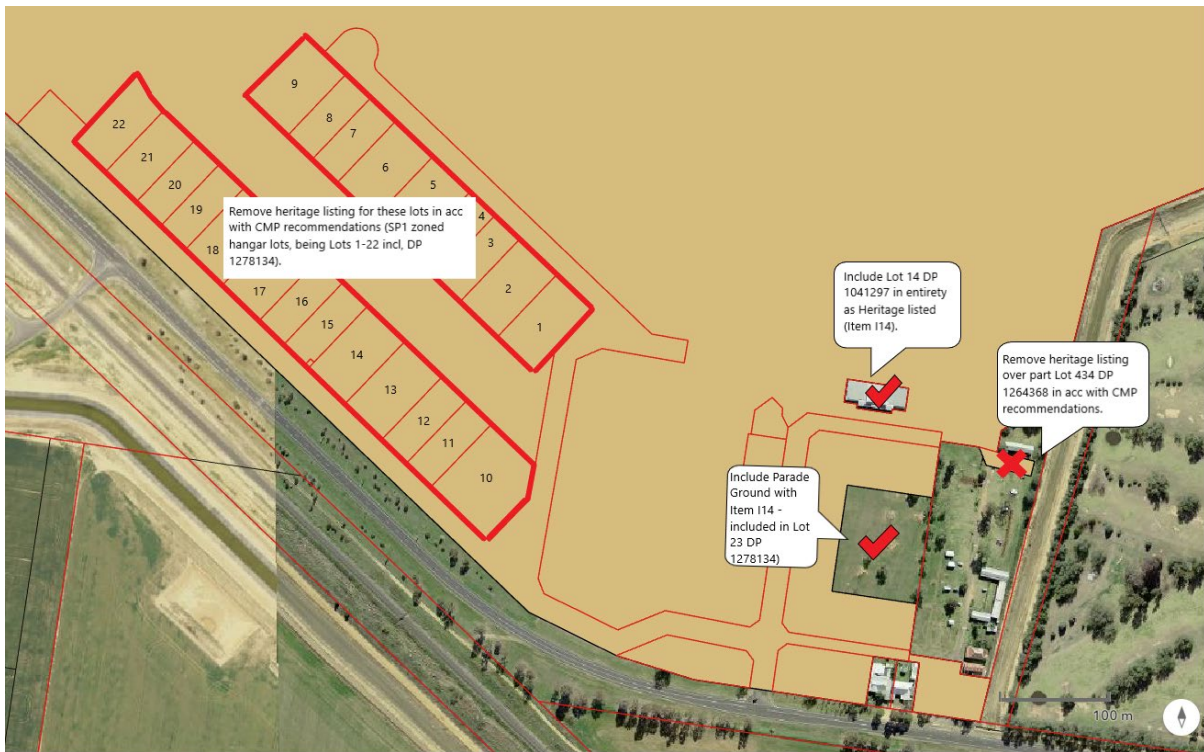 9
8
7
6
5
4
3
2
1
22
21
20
19
18
17
16
15
14
13
12
11
10
Remove heritage listing for these lots in acc
with CMP recommendations (SP1 zoned
hangar lots, being Lots 1-22 incl, DP
1278134).
Include Lot 14 DP
1041297 in entirety
as Heritage listed
(Item I14).
Remove heritage listing
over part Lot 434 DP
1264368 in acc with CMP
recommendations.
Include Parade
Ground with
Item I14 -
included in Lot
23 DP
1278134)
100 m